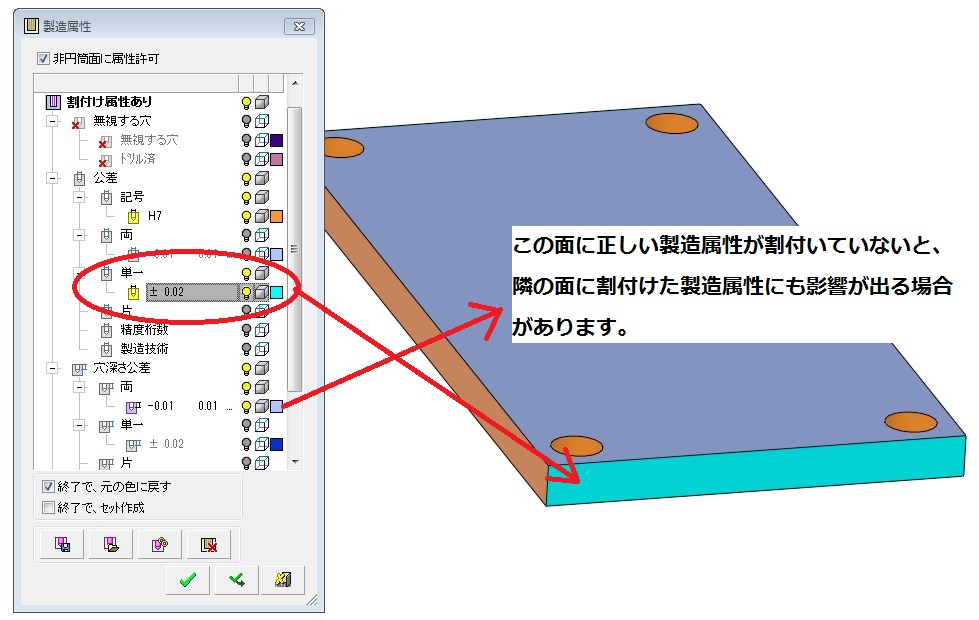 製造属性
非円筒面に属性許可
割付け属性あり
無視する穴
無視する穴
ドリル済
公差
記号
H7
両
-0.01 0.01
単一
± 0.02
片
精度桁数
製造技術
穴深さ公差
両
-0.01 0.01 ...
単一
± 0.02
片
終了で、元の色に戻す
終了で、セット作成
この面に正しい製造属性が割付いていないと、
隣の面に割付けた製造属性にも影響が出る場合
があります。